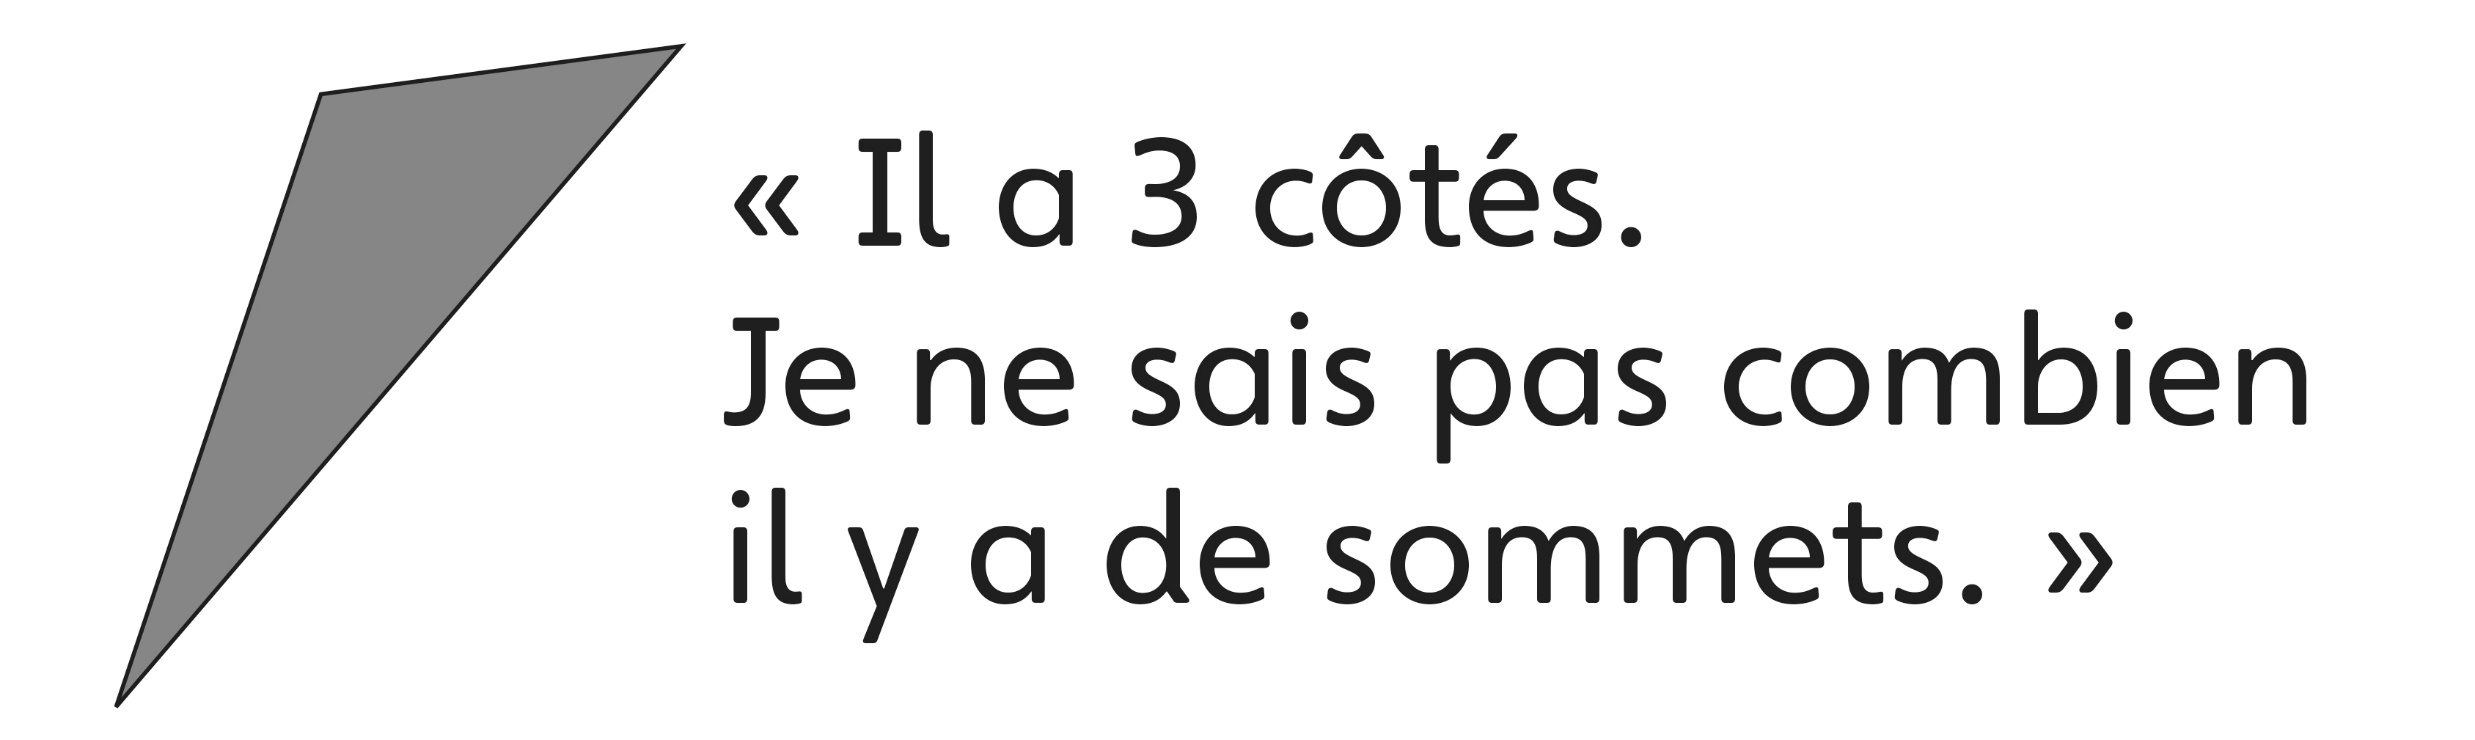 « Il a 3 côtés.
Je ne sais pas combien
il y a de sommets. »